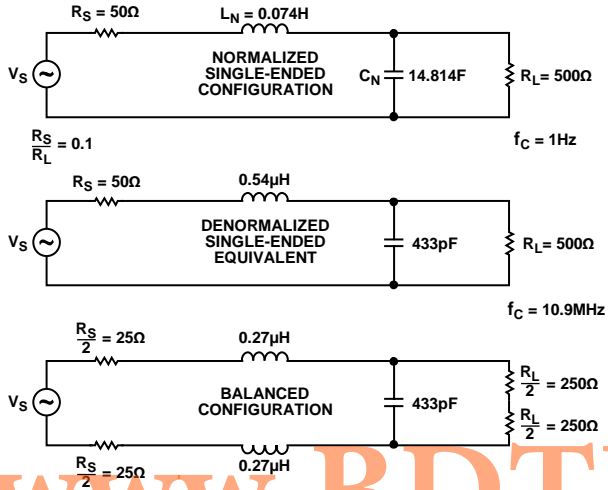 RS = 50Ω
LN = 0.074H
VS
NORMALIZED
SINGLE-ENDED
CONFIGURATION
CN
14.814F
RL= 500Ω
RS
RL
= 0.1
fC = 1Hz
RS = 50Ω
0.54µH
VS
DENORMALIZED
SINGLE-ENDED
EQUIVALENT
433pF
RL= 500Ω
fC = 10.9MHz
RS
2
= 25Ω
0.27µH
VS
BALANCED
CONFIGURATION
433pF
RL
2
= 250Ω
RL
2
= 250Ω
RS
2
= 25Ω
0.27µH
www.BDT